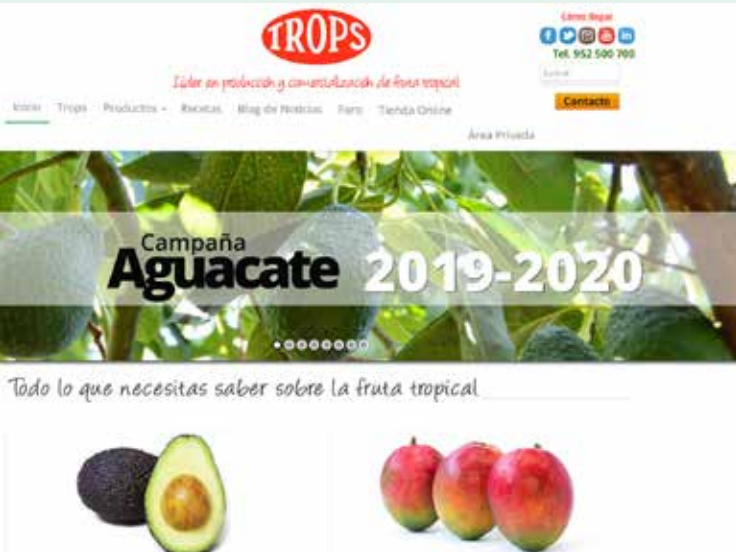 TROPS
Líder en producción y comercialización de fruta tropical
Cómo llegar
Tel. 952 500 700
Contacto
Inicio Trops Productos Recetas Blog de Noticias Foro Tienda Online
Área Privada
Campaña
Aguacate 2019-2020
Todo lo que necesitas saber sobre la fruta tropical